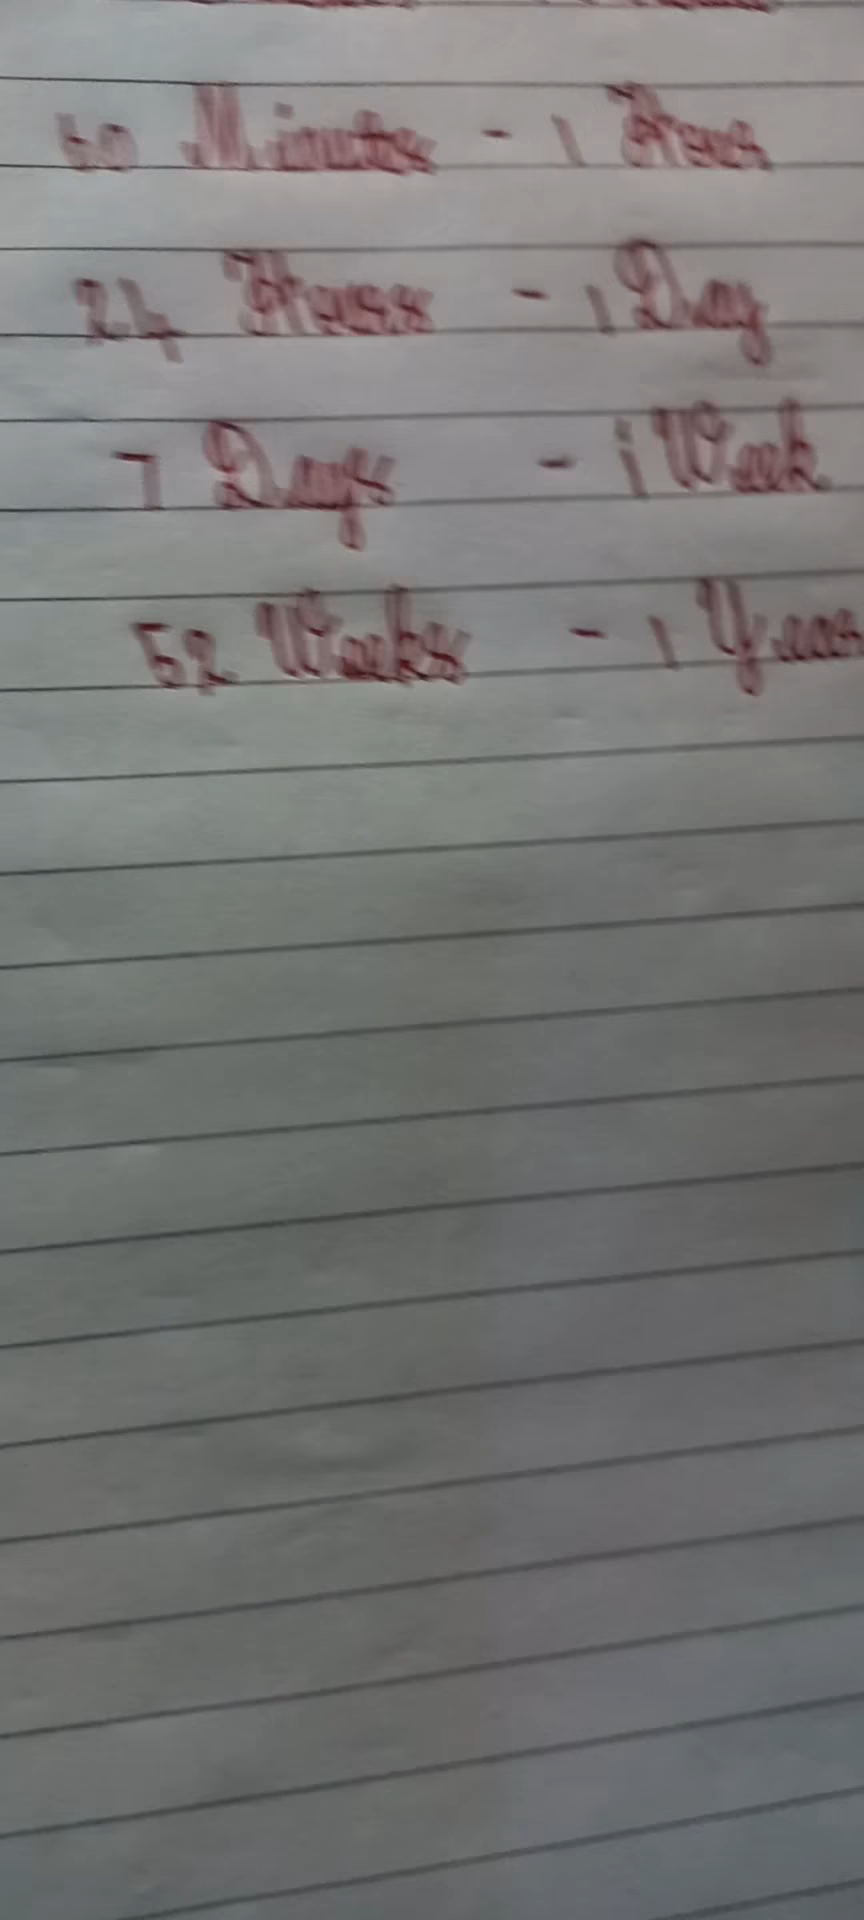 60 Minutes - 1 Hour
24 Hours - 1 Day
7 Days - 1 Week
52 Weeks - 1 Year